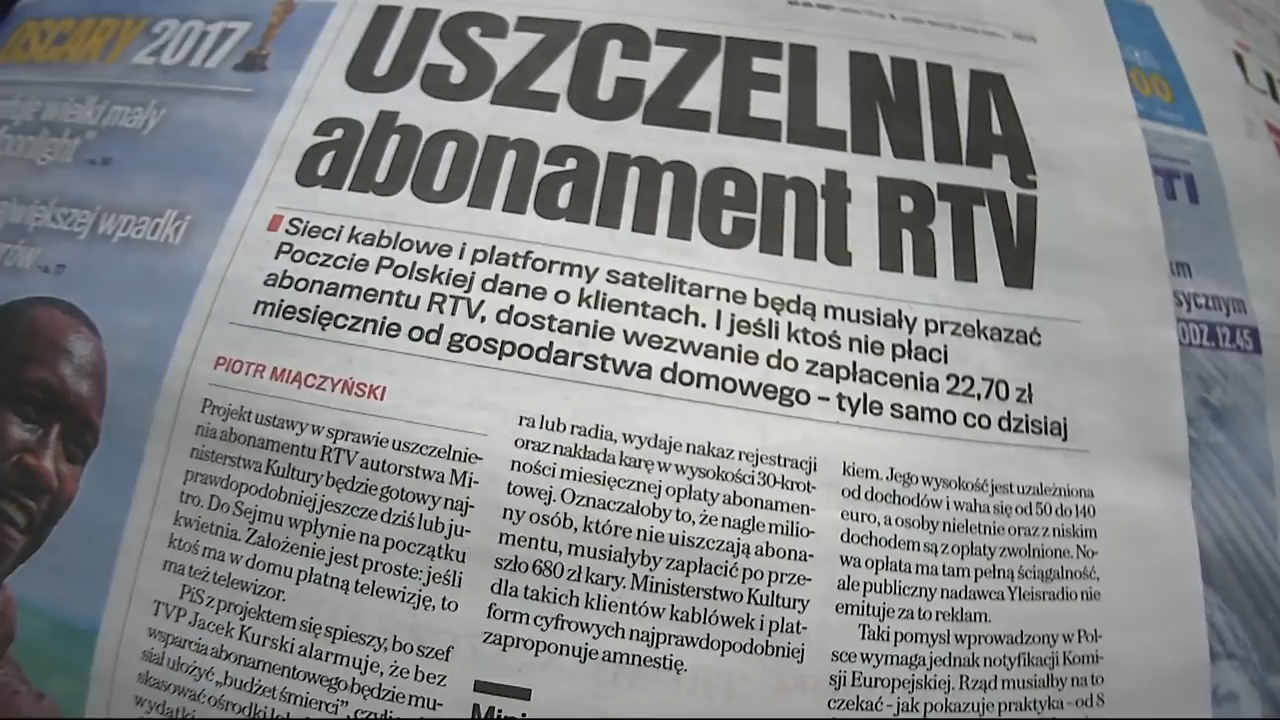 OSCARY 2017
wielki mały
większej wpadki
USZCZELNIĄ
abonament RTV
Sieci kablowe i platformy satelitarne będą musiały przekazać
Poczcie Polskiej dane o klientach. I jeśli ktoś nie płaci
abonamentu RTV, dostanie wezwanie do zapłacenia 22,70 zł
miesięcznie od gospodarstwa domowego – tyle samo co dzisiaj
PIOTR MIĄCZYŃSKI
Projekt ustawy w sprawie uszczelnie-
nia abonamentu RTV autorstwa Mi-
nisterstwa Kultury będzie gotowy naj-
prawdopodobniej jeszcze dziś lub ju-
tro. Do Sejmu wpłynie na początku
kwietnia. Założenie jest proste: jeśli
ktoś ma w domu płatną telewizję, to
ma też telewizor.
PiS z projektem się spieszy, bo szef
TVP Jacek Kurski alarmuje, że bez
wsparcia abonamentowego będzie mu-
siał ułożyć „budżet śmierci”, czyli
skasować ośrodki
wydatki
ra lub radia, wydaje nakaz rejestracji
oraz nakłada karę w wysokości 30-krot-
ności miesięcznej opłaty abonamen-
towej. Oznaczałoby to, że nagle milio-
ny osób, które nie uiszczają abona-
mentu, musiałyby zapłacić po prze-
szło 680 zł kary. Ministerstwo Kultury
dla takich klientów kablówek i plat-
form cyfrowych najprawdopodobniej
zaproponuje amnestię.
kiem. Jego wysokość jest uzależniona
od dochodów i waha się od 50 do 140
euro, a osoby nieletnie oraz z niskim
dochodem są z opłaty zwolnione. No-
wa opłata ma tam pełną ściągalność,
ale publiczny nadawca Yleisradio nie
emituje za to reklam.
Taki pomysł wprowadzony w Pol-
sce wymaga jednak notyfikacji Komi-
sji Europejskiej. Rząd musiałby na to
czekać – jak pokazuje praktyka – od 8
00
TI
sycznym
ODZ. 12.45